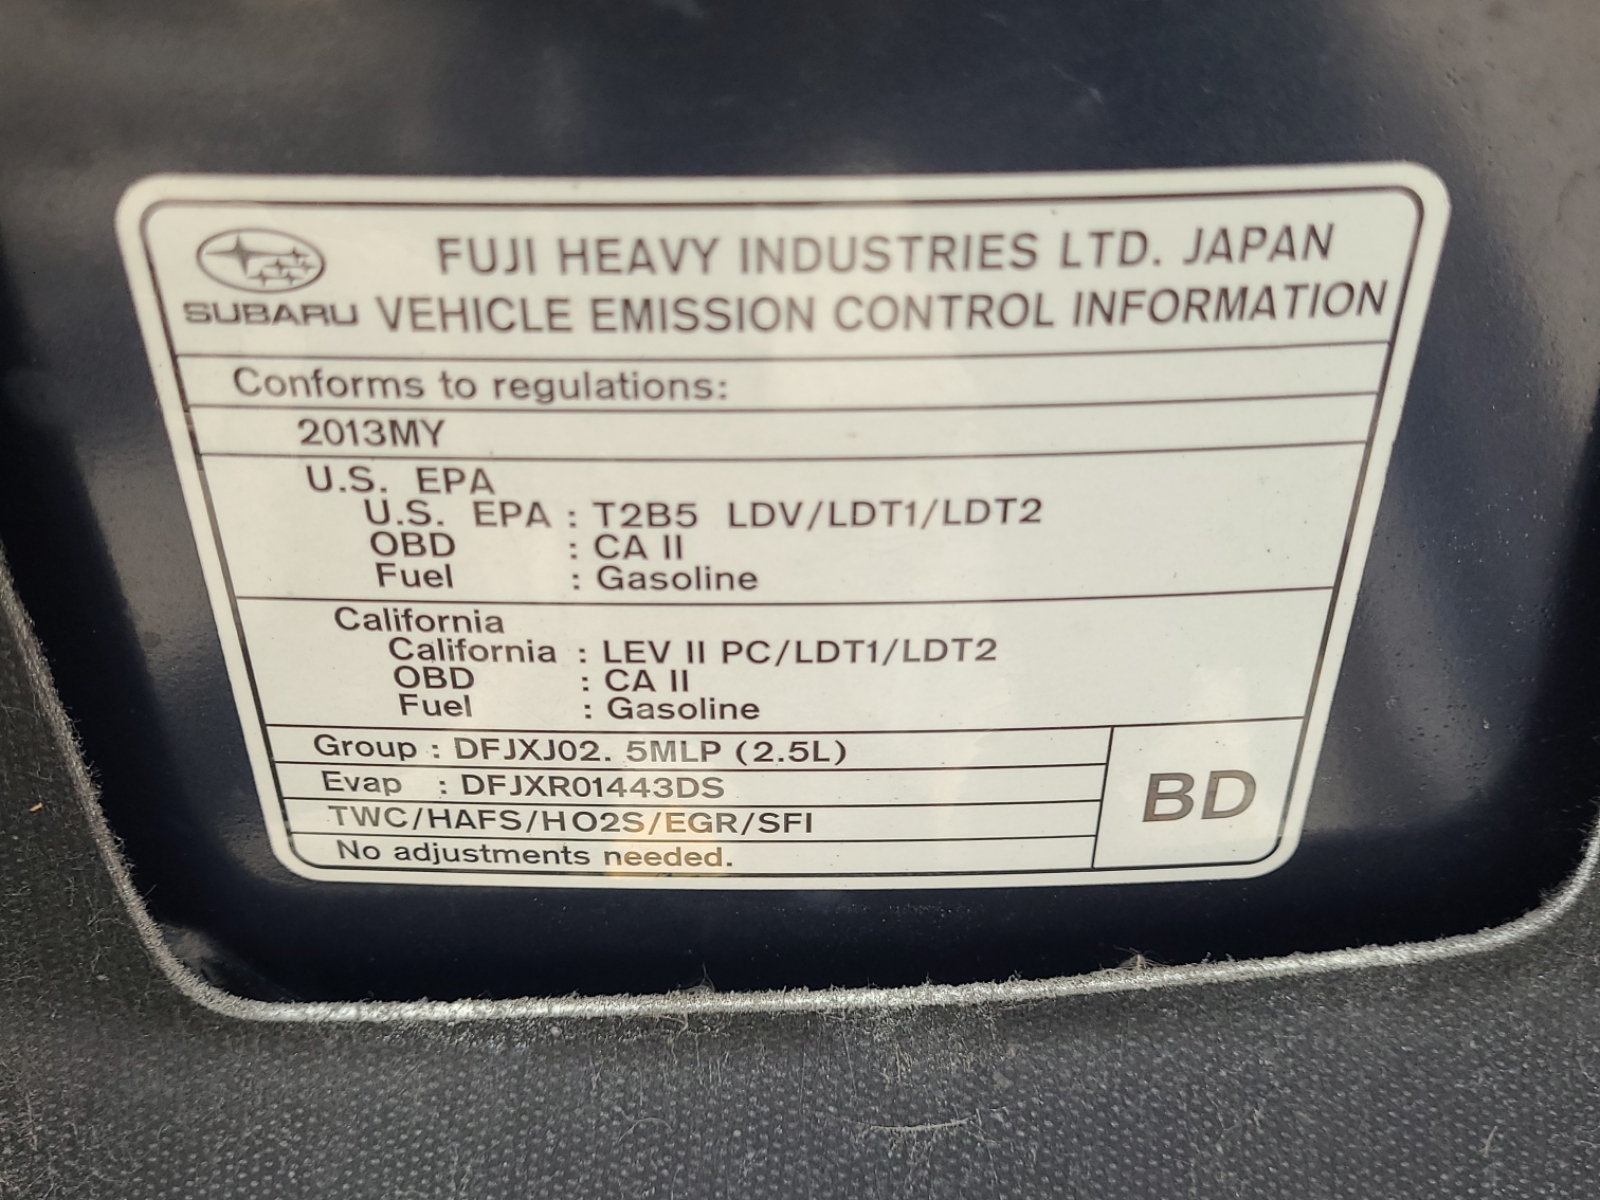 FUJI HEAVY INDUSTRIES LTD. JAPAN
SUBARU VEHICLE EMISSION CONTROL INFORMATION
Conforms to regulations:
2013MY
U.S. EPA
U.S. EPA : T2B5 LDV/LDT1/LDT2
OBD : CA II
Fuel : Gasoline
California
California : LEV II PC/LDT1/LDT2
OBD : CA II
Fuel : Gasoline
Group : DFJXJ02. 5MLP (2.5L)
Evap : DFJXR01443DS
TWC/HAFS/HO2S/EGR/SFI
No adjustments needed.
BD